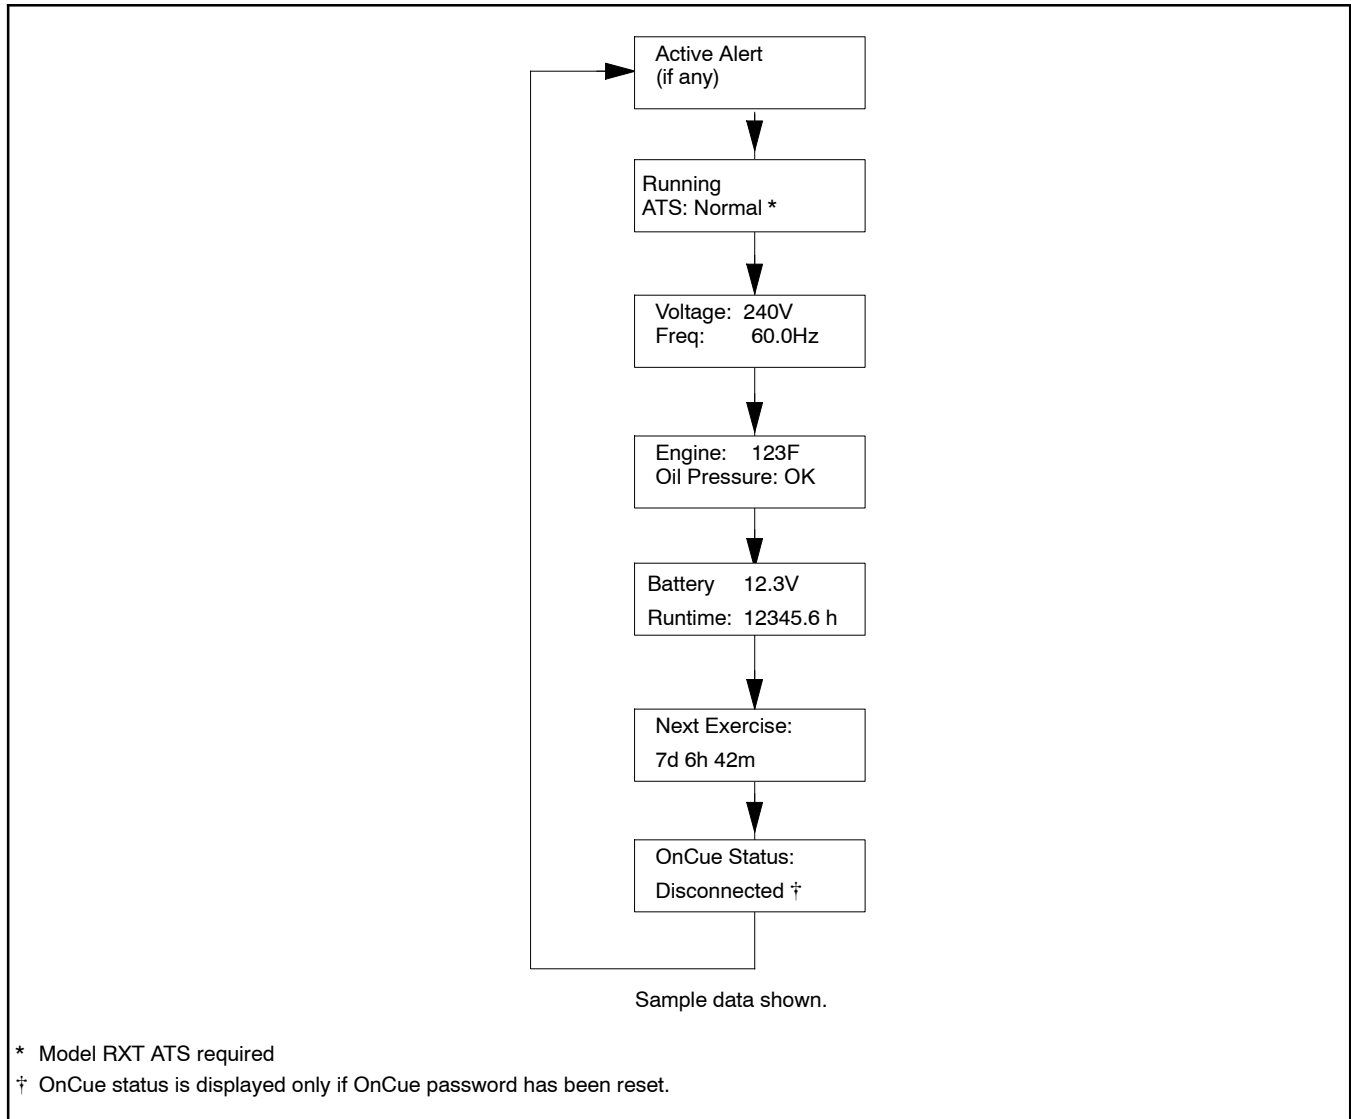 Active Alert
(if any)
Running
ATS: Normal *
Voltage: 240V
Freq: 60.0Hz
Engine: 123F
Oil Pressure: OK
Battery 12.3V
Runtime: 12345.6 h
Next Exercise:
7d 6h 42m
OnCue Status:
Disconnected †
Sample data shown.
* Model RXT ATS required
† OnCue status is displayed only if OnCue password has been reset.